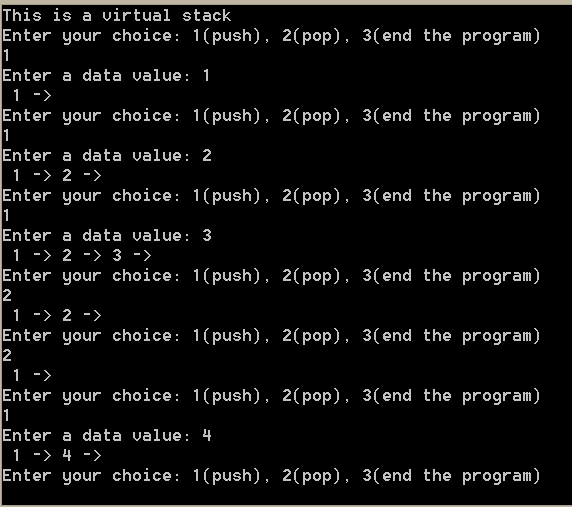 This is a virtual stack
Enter your choice: 1(push), 2(pop), 3(end the program)
1
Enter a data value: 1
 1 ->
Enter your choice: 1(push), 2(pop), 3(end the program)
1
Enter a data value: 2
 1 -> 2 ->
Enter your choice: 1(push), 2(pop), 3(end the program)
1
Enter a data value: 3
 1 -> 2 -> 3 ->
Enter your choice: 1(push), 2(pop), 3(end the program)
2
 1 -> 2 ->
Enter your choice: 1(push), 2(pop), 3(end the program)
2
 1 ->
Enter your choice: 1(push), 2(pop), 3(end the program)
1
Enter a data value: 4
 1 -> 4 ->
Enter your choice: 1(push), 2(pop), 3(end the program)